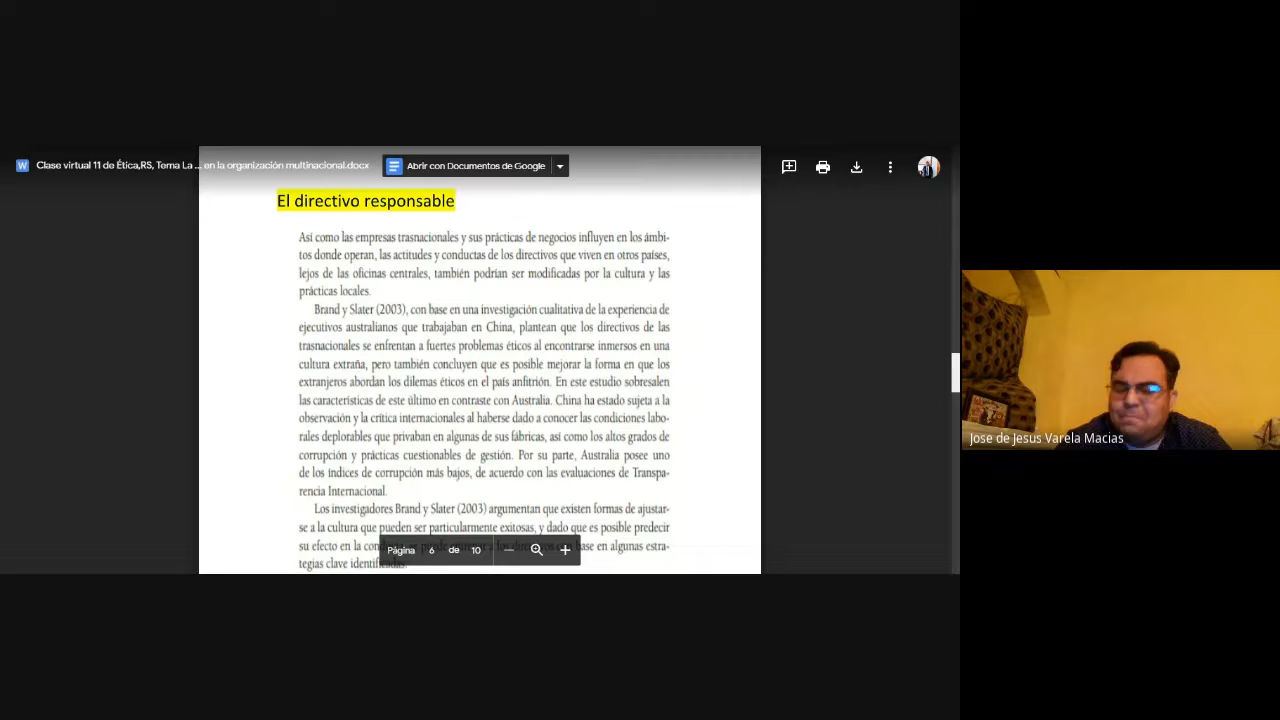 Clase virtual 11 de Ética,RS, Tema La ... en la organización multinacional.docx
Abrir con Documentos de Google
El directivo responsable
Así como las empresas trasnacionales y sus prácticas de negocios influyen en los ámbi-
tos donde operan, las actitudes y conductas de los directivos que viven en otros países,
lejos de las oficinas centrales, también podrían ser modificadas por la cultura y las
prácticas locales.
Brand y Slater (2003), con base en una investigación cualitativa de la experiencia de
ejecutivos australianos que trabajaban en China, plantean que los directivos de las
trasnacionales se enfrentan a fuertes problemas éticos al encontrarse inmersos en una
cultura extraña, pero también concluyen que es posible mejorar la forma en que los
extranjeros abordan los dilemas éticos en el país anfitrión. En este estudio sobresalen
las características de este último en contraste con Australia. China ha estado sujeta a la
observación y la crítica internacionales al haberse dado a conocer las condiciones labo-
rales deplorables que privaban en algunas de sus fábricas, así como los altos grados de
corrupción y prácticas cuestionables de gestión. Por su parte, Australia posee uno
de los índices de corrupción más bajos, de acuerdo con las evaluaciones de Transpa-
rencia Internacional.
Los investigadores Brand y Slater (2003) argumentan que existen formas de ajustar-
se a la cultura que pueden ser particularmente exitosas, y dado que es posible predecir
su efecto en la base en algunas estra-
tegias clave identificadas.
Página 6 de 10
Jose de Jesus Varela Macias